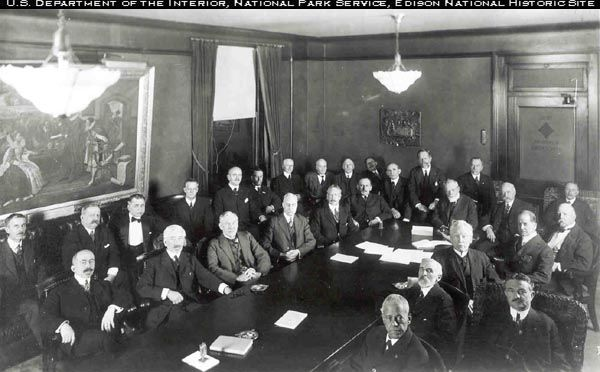 U.S. Department of the Interior, National Park Service, Edison National Historic Site